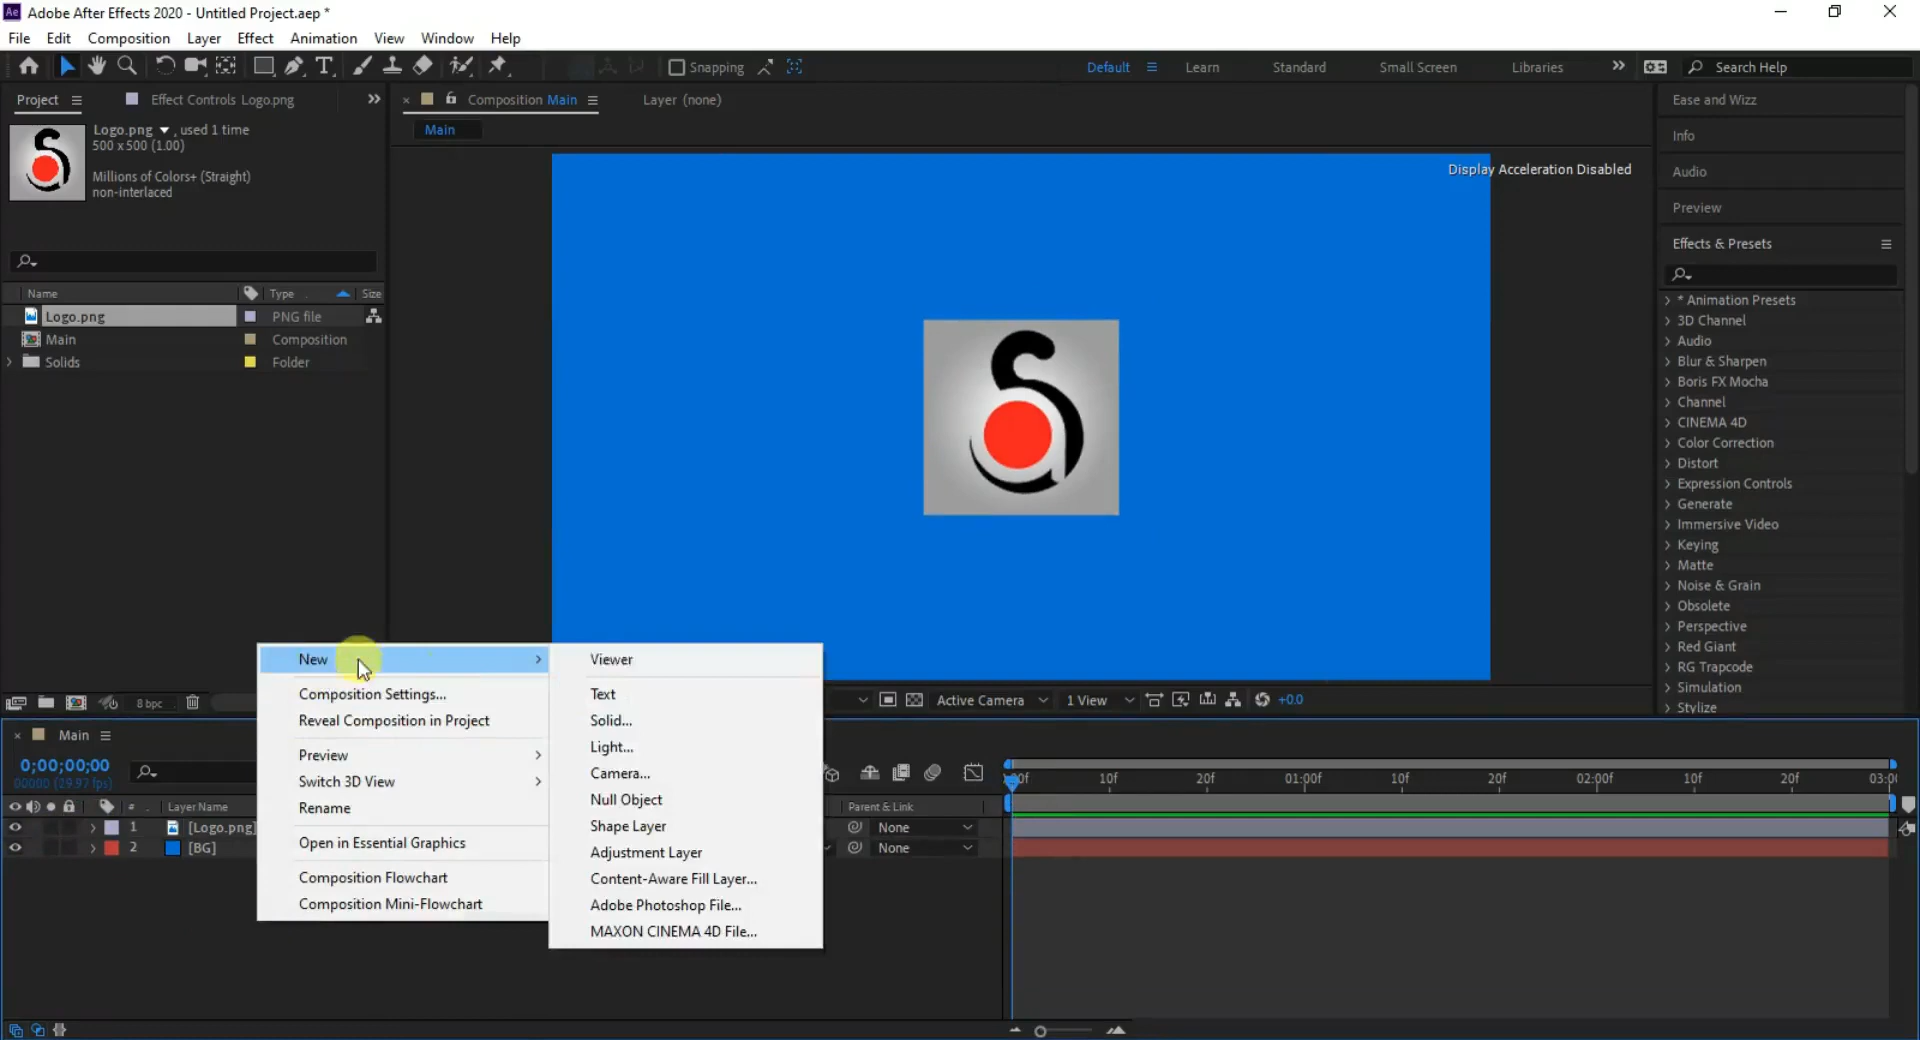 Ae Adobe After Effects 2020 - Untitled Project.aep *
File Edit Composition Layer Effect Animation View Window Help
Snapping Default Learn Standard Small Screen Libraries Search Help
Project Effect Controls Logo.png Composition Main Layer (none)
Main
Logo.png , used 1 time
500 x 500 (1.00)
Millions of Colors+ (Straight)
non-interlaced
Display Acceleration Disabled
Name Type Size
Logo.png PNG file
Main Composition
Solids Folder
Ease and Wizz
Info
Audio
Preview
Effects & Presets
* Animation Presets
3D Channel
Audio
Blur & Sharpen
Boris FX Mocha
Channel
CINEMA 4D
Color Correction
Distort
Expression Controls
Generate
Immersive Video
Keying
Matte
Noise & Grain
Obsolete
Perspective
Red Giant
RG Trapcode
Simulation
Stylize
New
Composition Settings...
Reveal Composition in Project
Preview
Switch 3D View
Rename
Open in Essential Graphics
Composition Flowchart
Composition Mini-Flowchart
Viewer
Text
Solid...
Light...
Camera...
Null Object
Shape Layer
Adjustment Layer
Content-Aware Fill Layer...
Adobe Photoshop File...
MAXON CINEMA 4D File...
8 bpc
Active Camera 1 View +0.0
Main
0;00;00;00
00000 (29.97 fps)
# Layer Name Parent & Link
1 [Logo.png] None
2 [BG] None
10f 20f 01:00f 10f 20f 02:00f 10f 20f